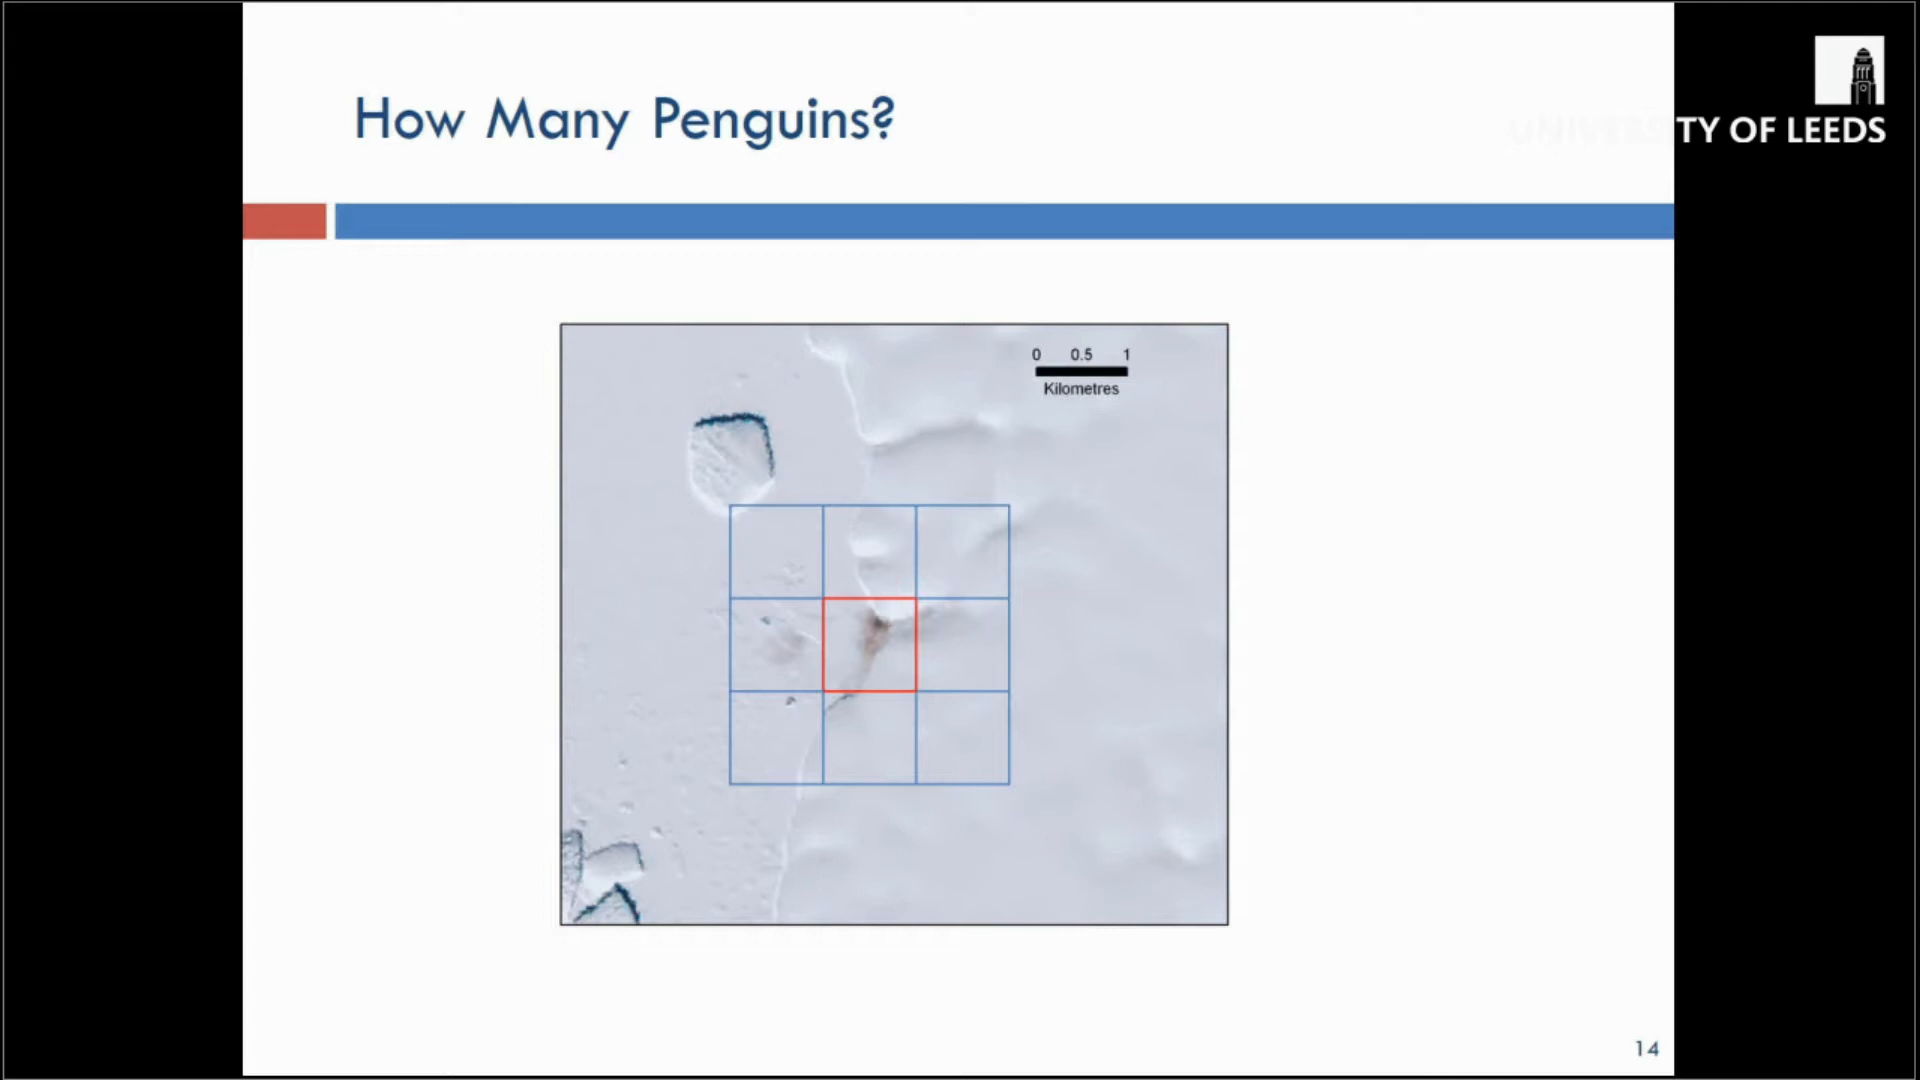 How Many Penguins?
UNIVERSITY OF LEEDS
0 0.5 1
Kilometres
14